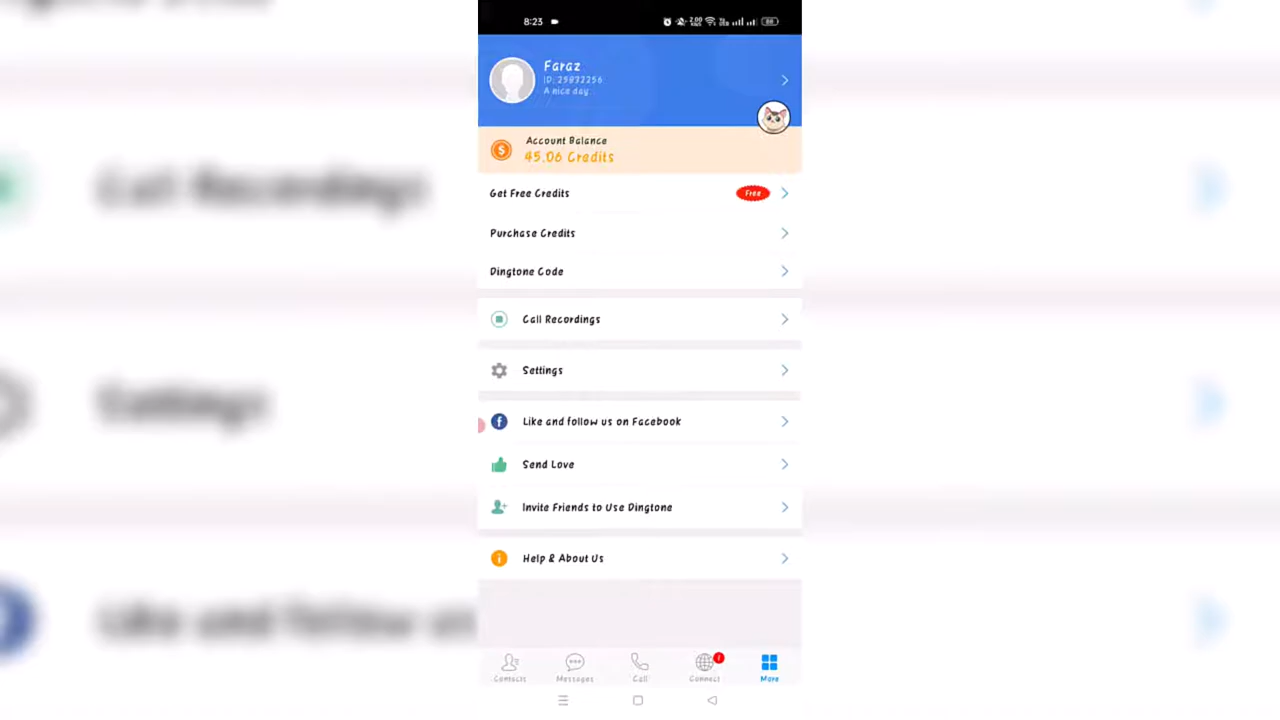 8:23
Faraz
ID: 25832256
A nice day.
Account Balance
45.06 Credits
Get Free Credits
Free
Purchase Credits
Dingtone Code
Call Recordings
Settings
Like and follow us on Facebook
Send Love
Invite Friends to Use Dingtone
Help & About Us
Contacts
Messages
Call
Connect
More